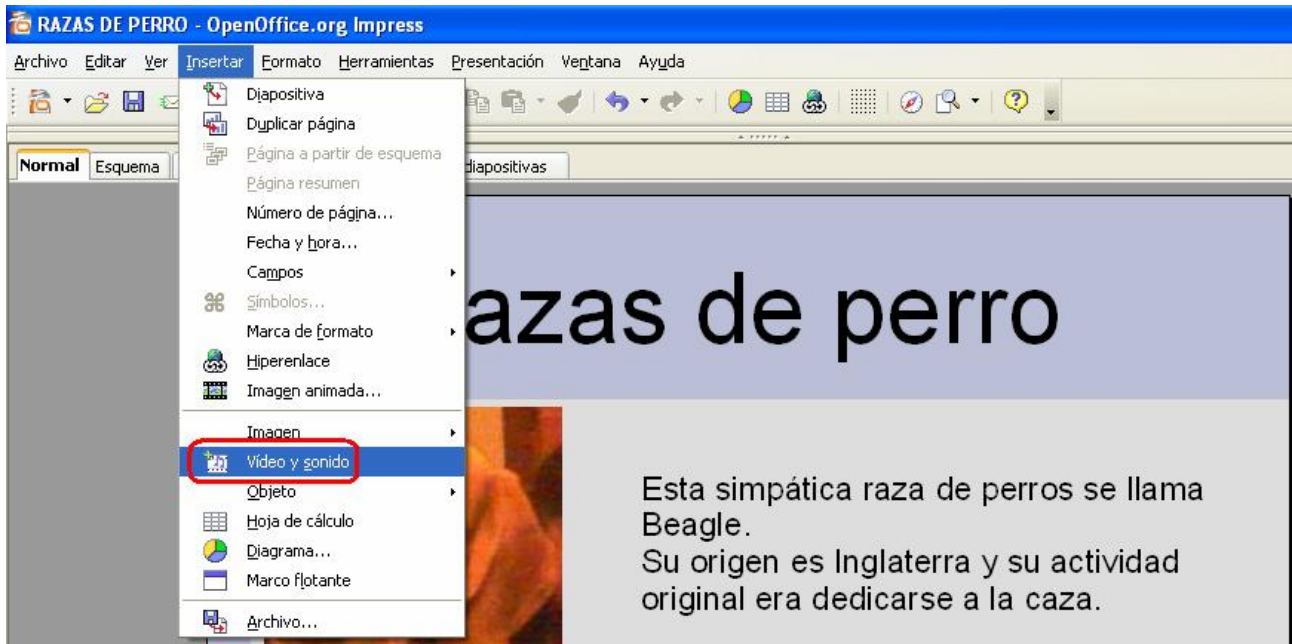 RAZAS DE PERRO - OpenOffice.org Impress
Archivo Editar Ver Insertar Formato Herramientas Presentación Ventana Ayuda
Normal Esquema diapositivas
Diapositiva
Duplicar página
Página a partir de esquema
Página resumen
Número de página...
Fecha y hora...
Campos
Símbolos...
Marca de formato
Hiperenlace
Imagen animada...
Imagen
Vídeo y sonido
Objeto
Hoja de cálculo
Diagrama...
Marco flotante
Archivo...
azas de perro
Esta simpática raza de perros se llama
Beagle.
Su origen es Inglaterra y su actividad
original era dedicarse a la caza.